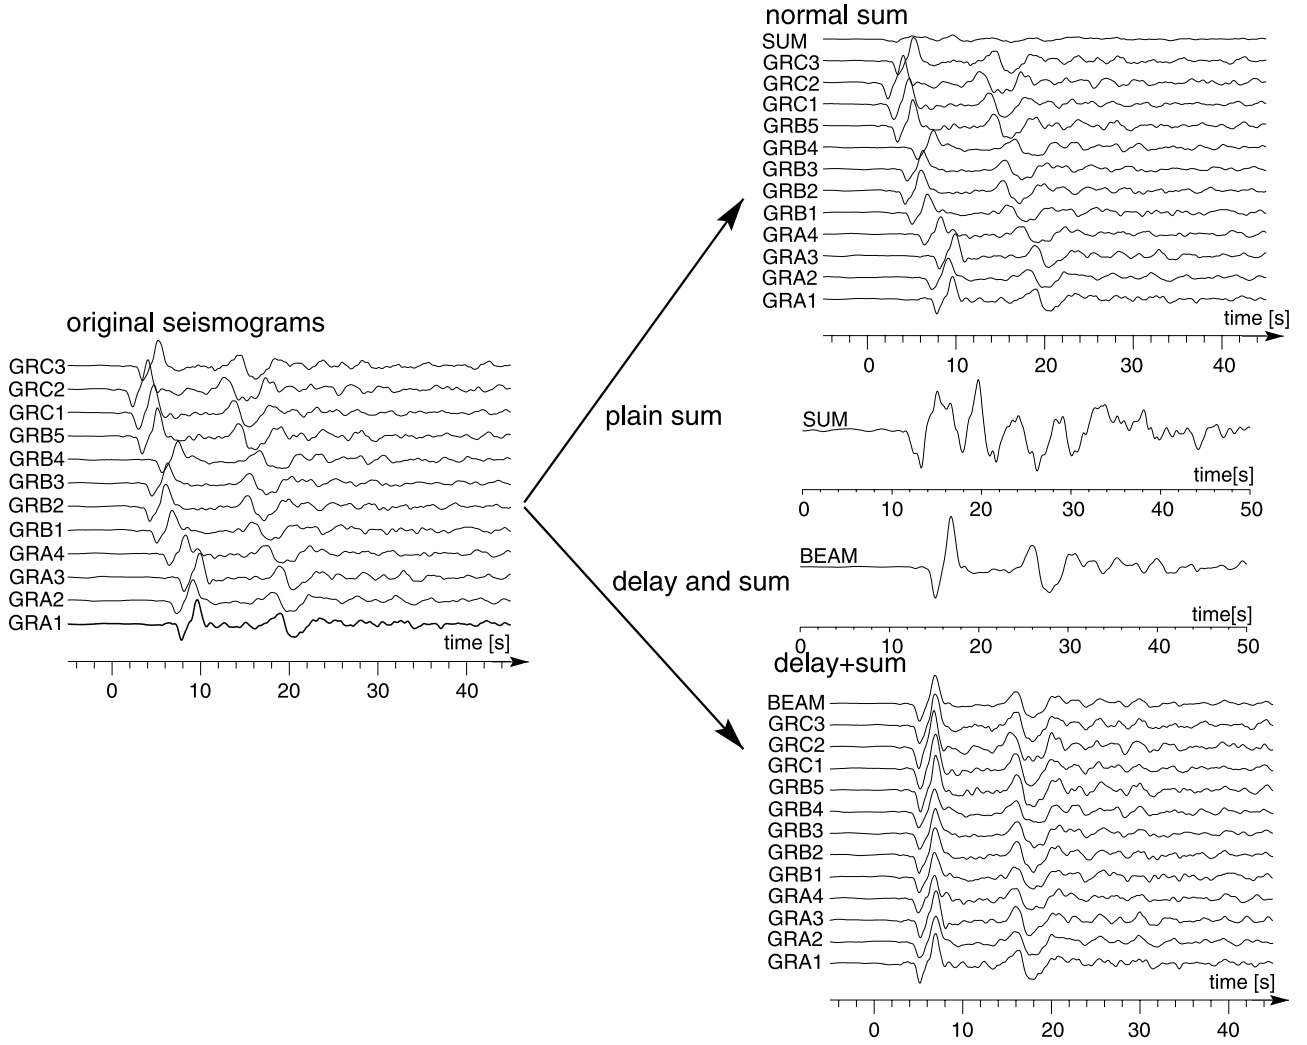 original seismograms
GRC3
GRC2
GRC1
GRB5
GRB4
GRB3
GRB2
GRB1
GRA4
GRA3
GRA2
GRA1
time [s]
0 10 20 30 40
plain sum
delay and sum
normal sum
SUM
GRC3
GRC2
GRC1
GRB5
GRB4
GRB3
GRB2
GRB1
GRA4
GRA3
GRA2
GRA1
time [s]
0 10 20 30 40
SUM
time[s]
0 10 20 30 40 50
BEAM
time[s]
0 10 20 30 40 50
delay+sum
BEAM
GRC3
GRC2
GRC1
GRB5
GRB4
GRB3
GRB2
GRB1
GRA4
GRA3
GRA2
GRA1
time [s]
0 10 20 30 40